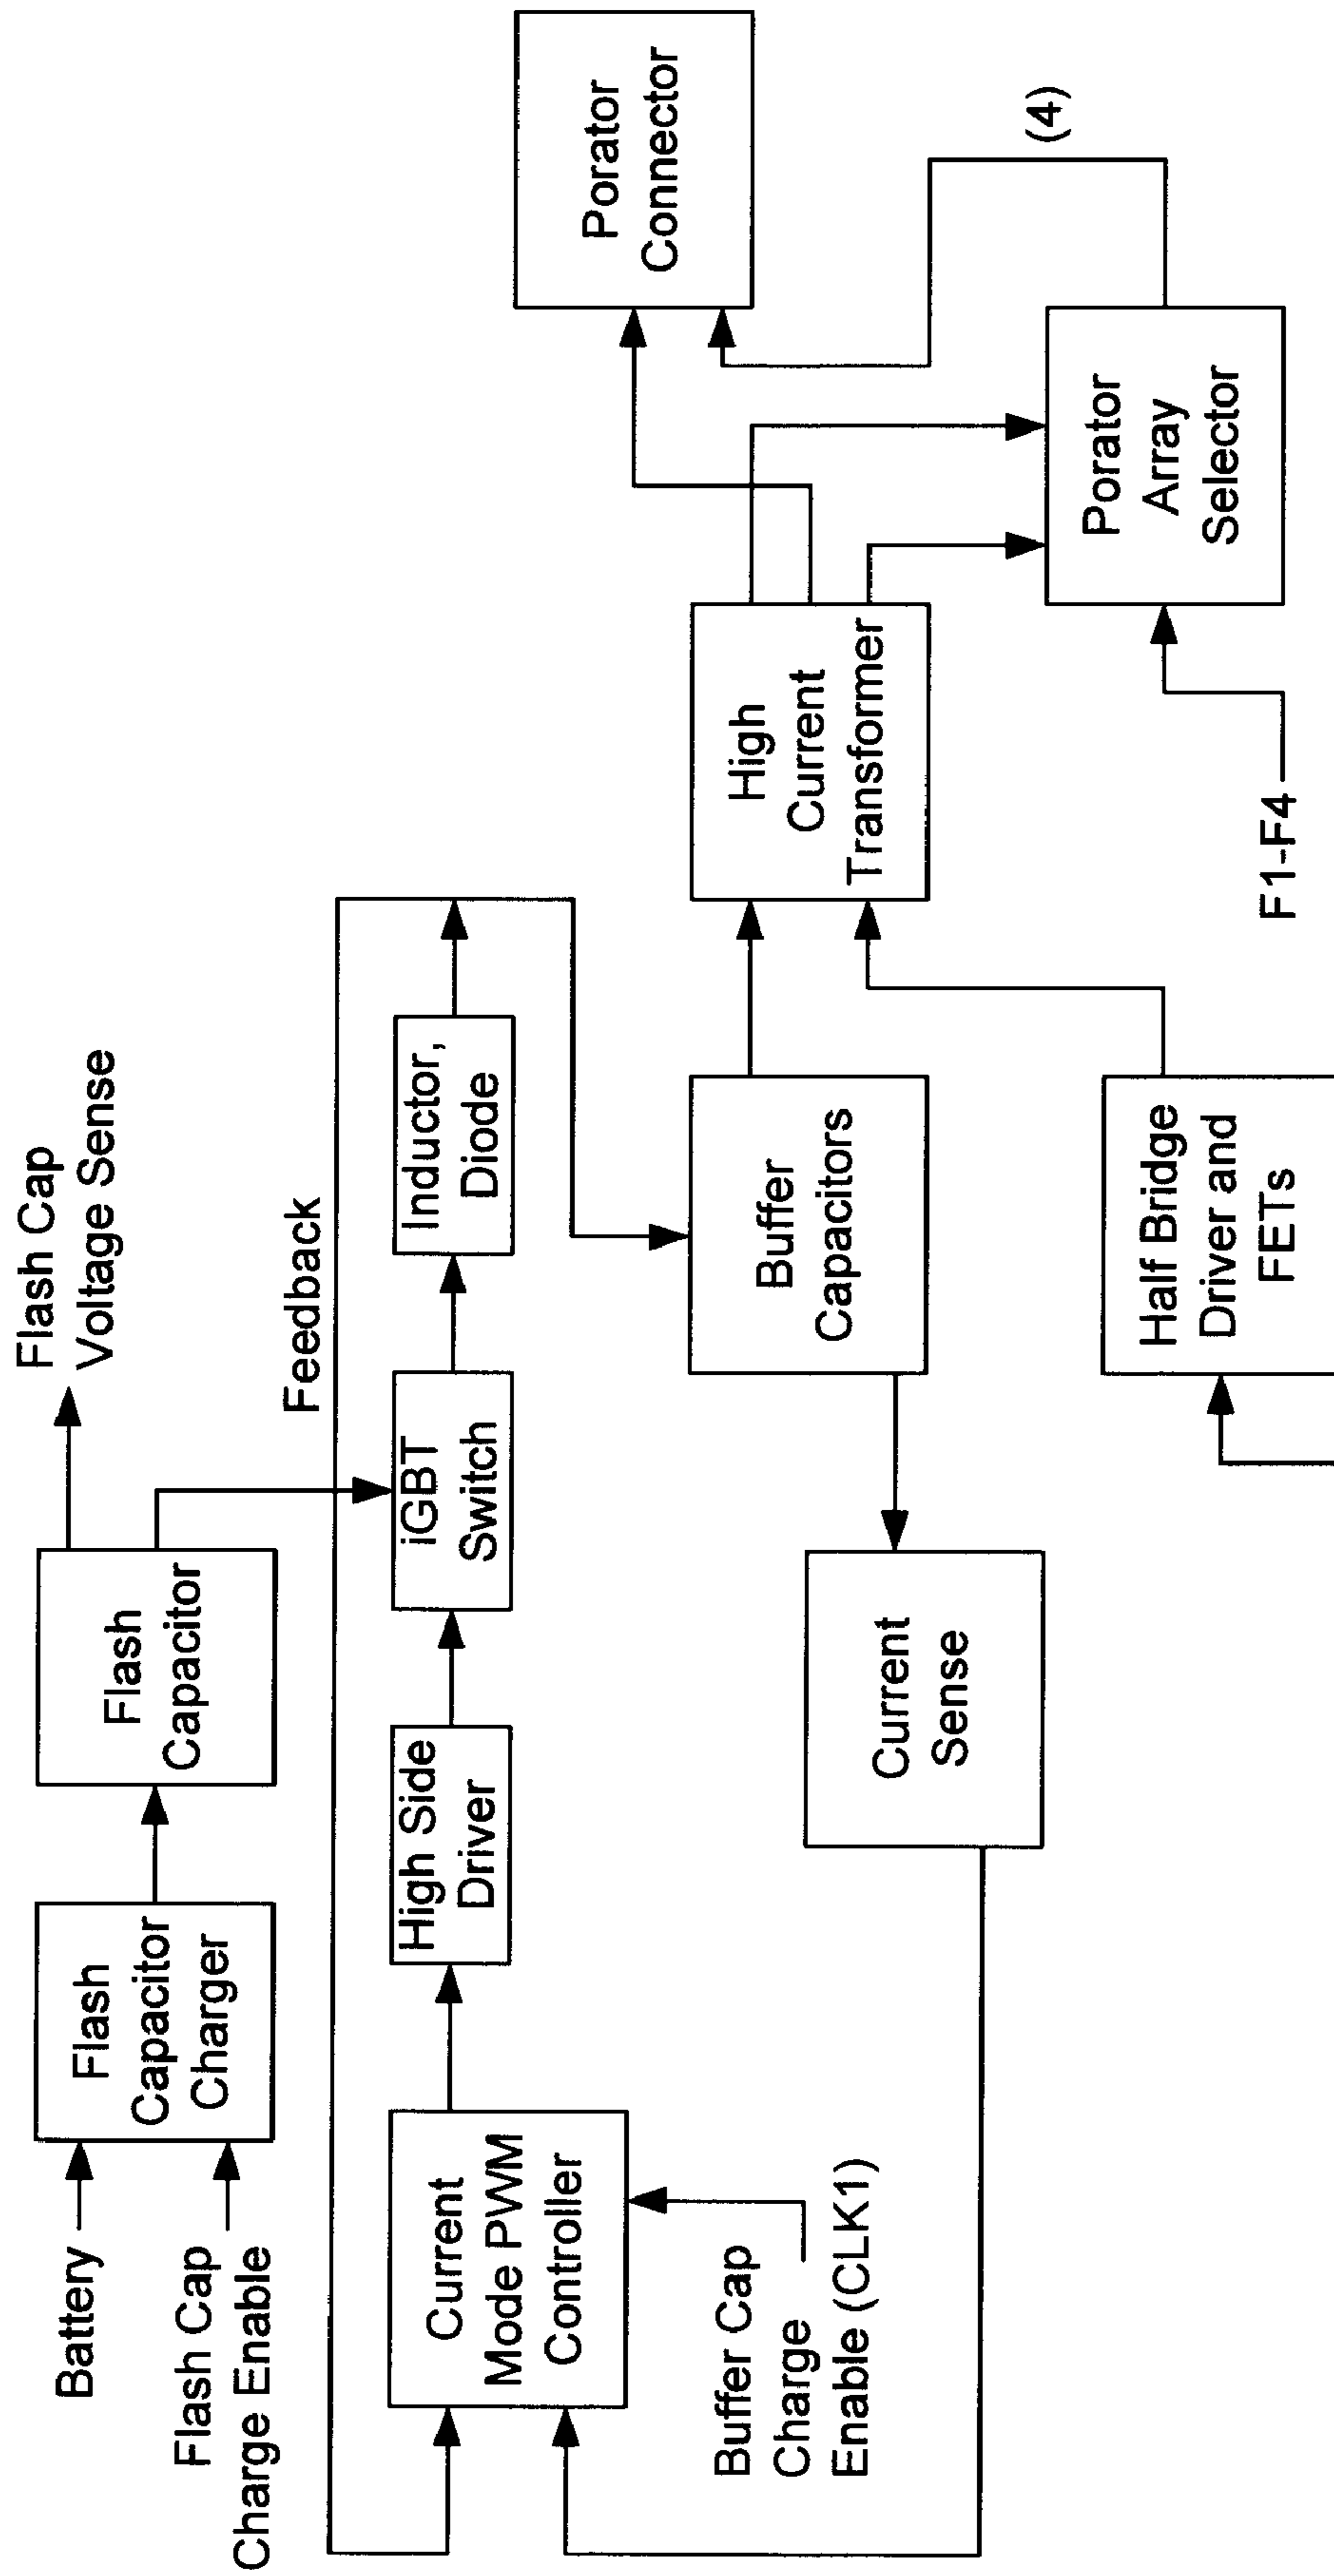 Battery
Flash Cap
Charge Enable
Flash
Capacitor
Charger
Flash
Capacitor
Flash Cap
Voltage Sense
Feedback
Current
Mode PWM
Controller
High Side
Driver
iGBT
Switch
Inductor,
Diode
Buffer Cap
Charge
Enable (CLK1)
Current
Sense
Buffer
Capacitors
High
Current
Transformer
Porator
Connector
Half Bridge
Driver and
FETs
F1-F4
Porator
Array
Selector
(4)